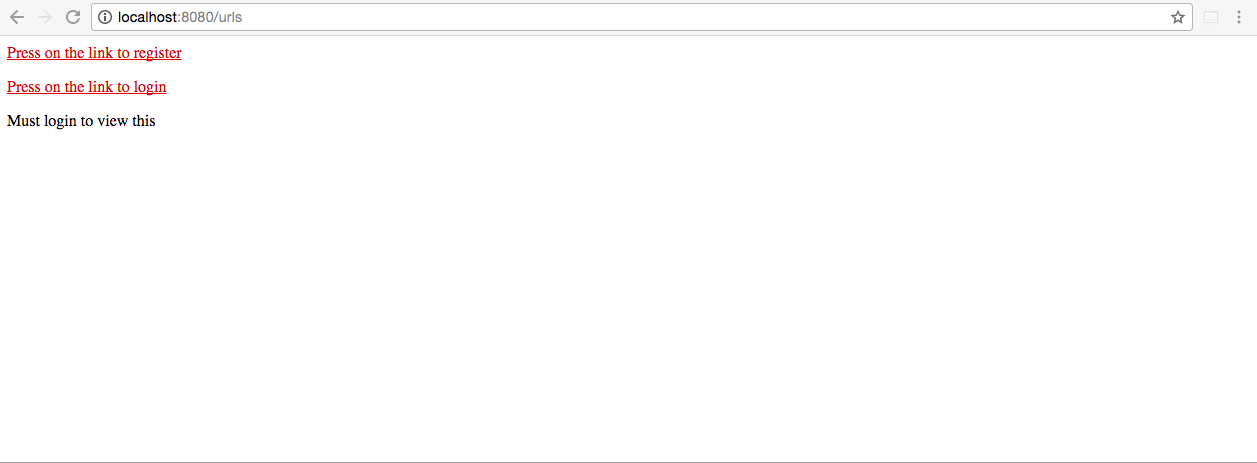 localhost:8080/urls
Press on the link to register
Press on the link to login
Must login to view this